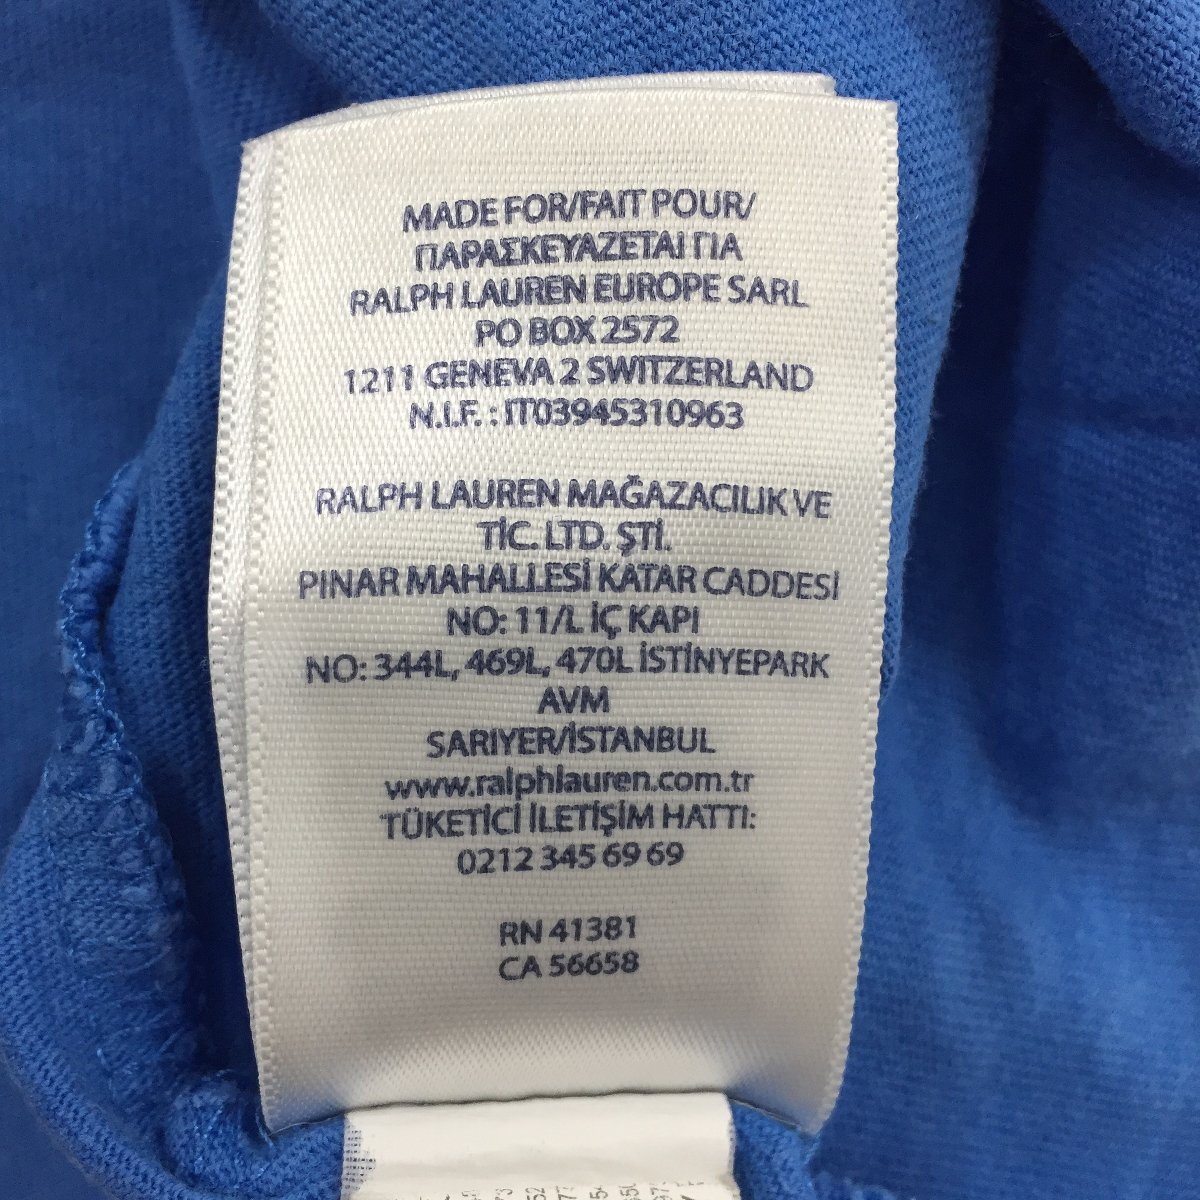 MADE FOR/FAIT POUR/
ΠΑΡΑΣΚΕΥΑΖΕΤΑΙ ΓΙΑ
RALPH LAUREN EUROPE SARL
PO BOX 2572
1211 GENEVA 2 SWITZERLAND
N.I.F. : IT03945310963
RALPH LAUREN MAĞAZACILIK VE
TİC. LTD. ŞTİ.
PINAR MAHALLESİ KATAR CADDESİ
NO: 11/L İÇ KAPI
NO: 344L, 469L, 470L İSTİNYEPARK
AVM
SARIYER/İSTANBUL
www.ralphlauren.com.tr
TÜKETİCİ İLETİŞİM HATTI:
0212 345 69 69
RN 41381
CA 56658